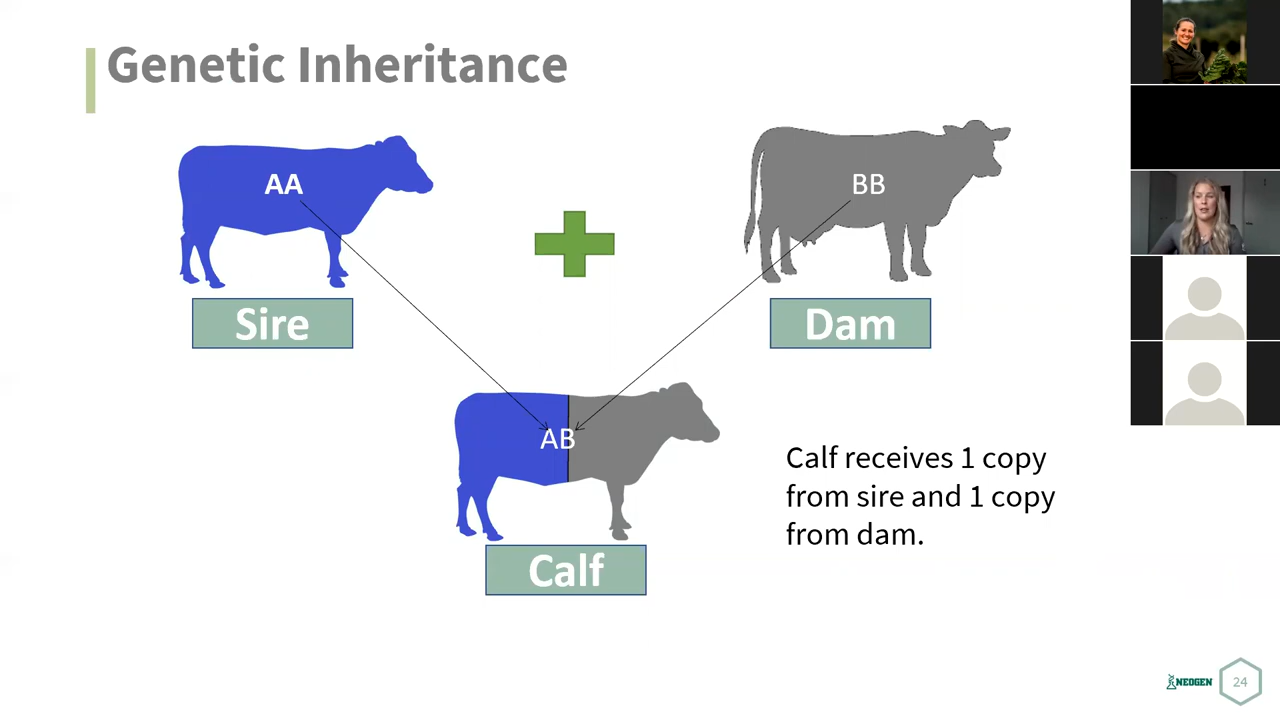 Genetic Inheritance
AA
BB
Sire
Dam
AB
Calf receives 1 copy
from sire and 1 copy
from dam.
Calf
NEOGEN
24